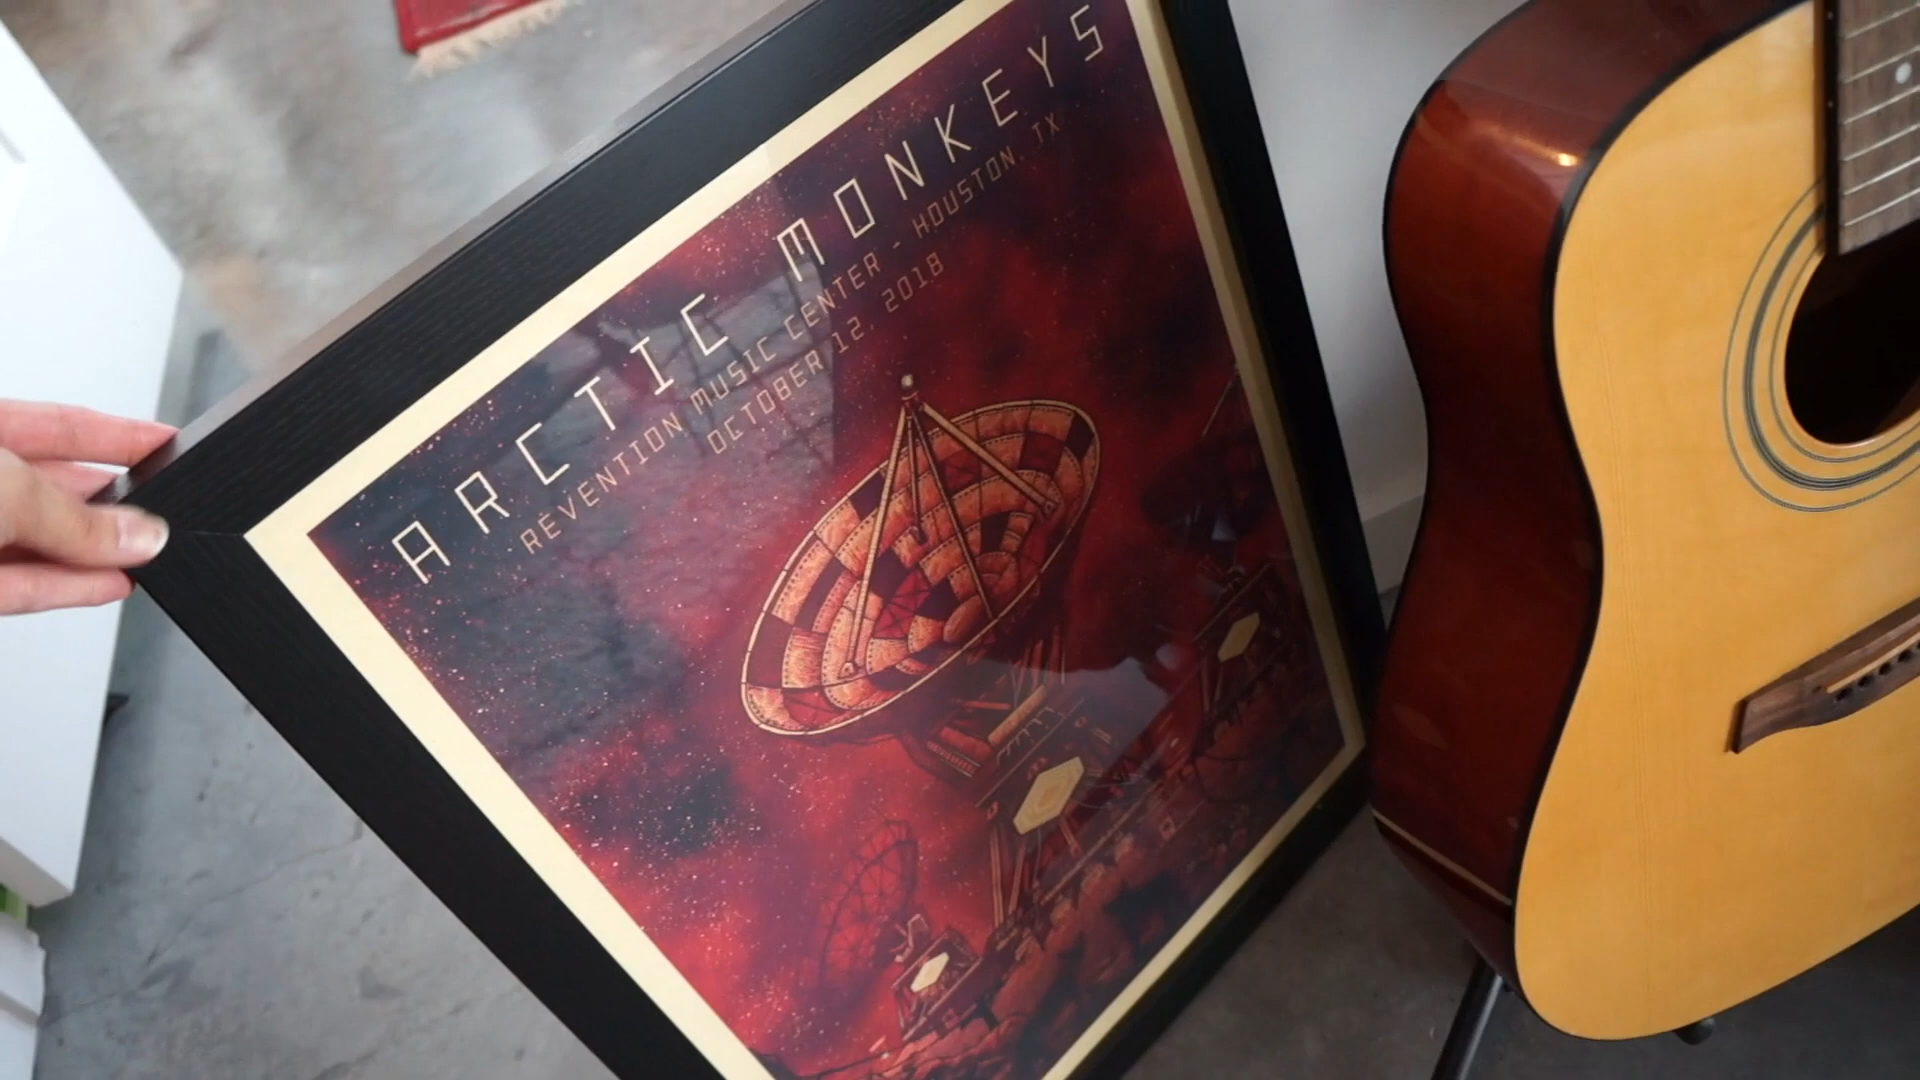 ARCTIC MONKEYS
REVENTION MUSIC CENTER - HOUSTON, TX
OCTOBER 12, 2018